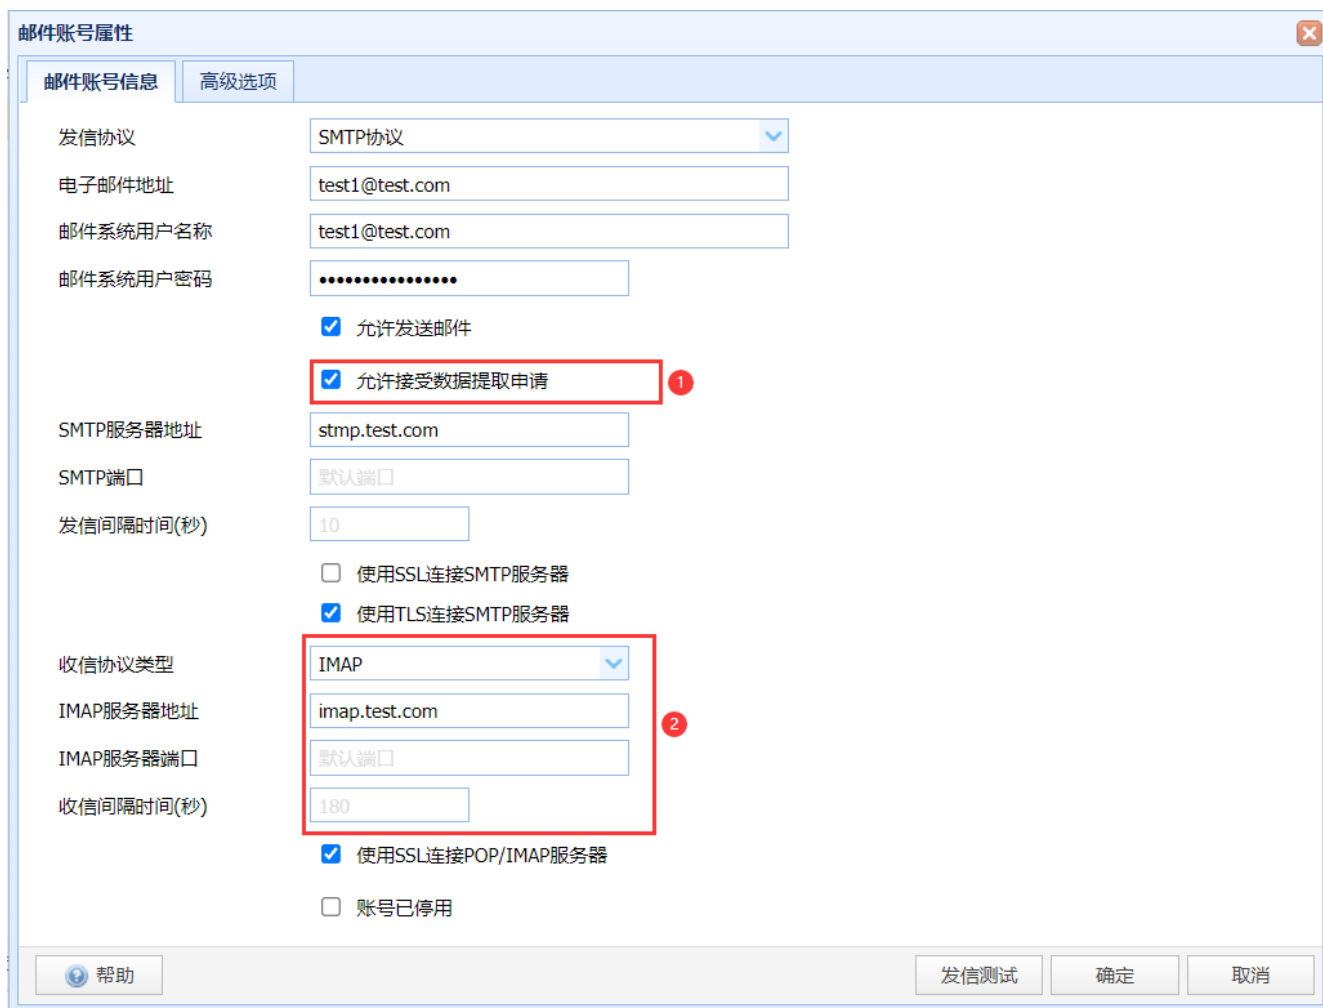 邮件账号属性
邮件账号信息 高级选项
发信协议 SMTP协议
电子邮件地址 test1@test.com
邮件系统用户名称 test1@test.com
邮件系统用户密码 ••••••••••••••••
允许发送邮件
允许接受数据提取申请 1
SMTP服务器地址 stmp.test.com
SMTP端口 默认端口
发信间隔时间(秒) 10
使用SSL连接SMTP服务器
使用TLS连接SMTP服务器
收信协议类型 IMAP
IMAP服务器地址 imap.test.com
2
IMAP服务器端口 默认端口
收信间隔时间(秒) 180
使用SSL连接POP/IMAP服务器
账号已停用
帮助 发信测试 确定 取消